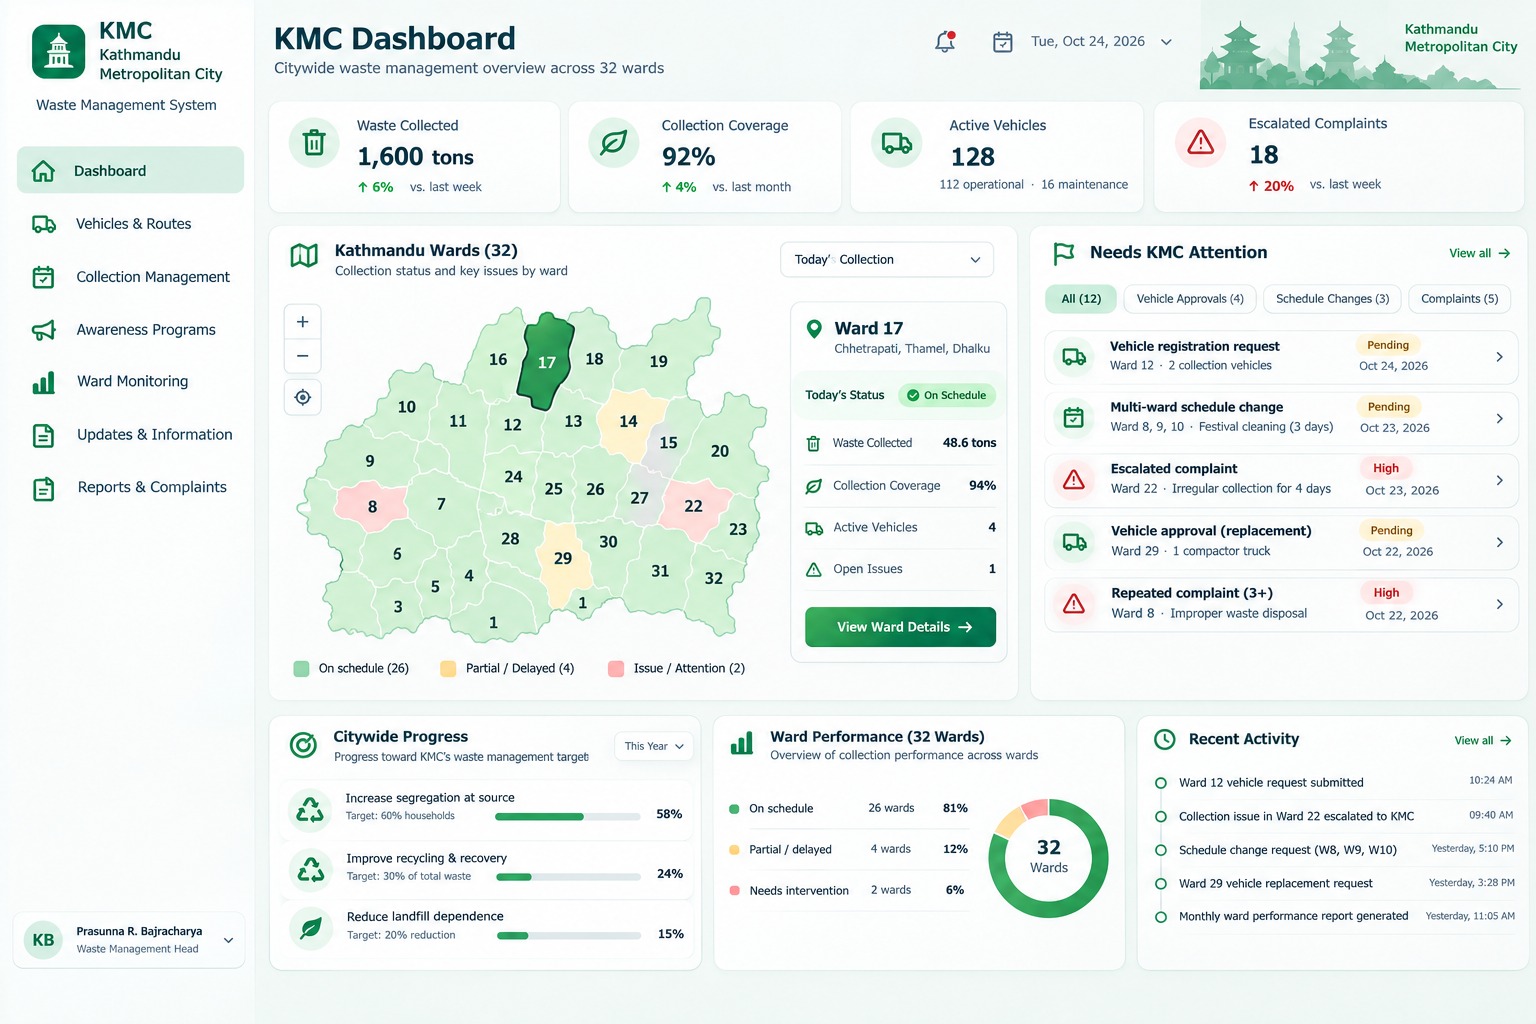 KMC
Kathmandu
Metropolitan City
Waste Management System
Dashboard
Vehicles & Routes
Collection Management
Awareness Programs
Ward Monitoring
Updates & Information
Reports & Complaints
KB
Prasunna R. Bajracharya
Waste Management Head
KMC Dashboard
Citywide waste management overview across 32 wards
Tue, Oct 24, 2026
Kathmandu
Metropolitan City
Waste Collected
1,600 tons
↑ 6% vs. last week
Collection Coverage
92%
↑ 4% vs. last month
Active Vehicles
128
112 operational · 16 maintenance
Escalated Complaints
18
↑ 20% vs. last week
Kathmandu Wards (32)
Collection status and key issues by ward
Today' Collection
+
−
16
17
18
19
10
11
12
13
14
15
20
9
24
25
26
27
22
8
7
23
28
30
6
29
31
32
5
4
3
1
1
On schedule (26)
Partial / Delayed (4)
Issue / Attention (2)
Ward 17
Chhetrapati, Thamel, Dhalku
Today's Status
On Schedule
Waste Collected 48.6 tons
Collection Coverage 94%
Active Vehicles 4
Open Issues 1
View Ward Details →
Needs KMC Attention
View all →
All (12)
Vehicle Approvals (4)
Schedule Changes (3)
Complaints (5)
Vehicle registration request
Pending
Ward 12 · 2 collection vehicles
Oct 24, 2026
Multi-ward schedule change
Pending
Ward 8, 9, 10 · Festival cleaning (3 days)
Oct 23, 2026
Escalated complaint
High
Ward 22 · Irregular collection for 4 days
Oct 23, 2026
Vehicle approval (replacement)
Pending
Ward 29 · 1 compactor truck
Oct 22, 2026
Repeated complaint (3+)
High
Ward 8 · Improper waste disposal
Oct 22, 2026
Citywide Progress
Progress toward KMC's waste management target
This Year
Increase segregation at source
Target: 60% households
58%
Improve recycling & recovery
Target: 30% of total waste
24%
Reduce landfill dependence
Target: 20% reduction
15%
Ward Performance (32 Wards)
Overview of collection performance across wards
On schedule 26 wards 81%
Partial / delayed 4 wards 12%
Needs intervention 2 wards 6%
32
Wards
Recent Activity
View all →
Ward 12 vehicle request submitted 10:24 AM
Collection issue in Ward 22 escalated to KMC 09:40 AM
Schedule change request (W8, W9, W10) Yesterday, 5:10 PM
Ward 29 vehicle replacement request Yesterday, 3:28 PM
Monthly ward performance report generated Yesterday, 11:05 AM